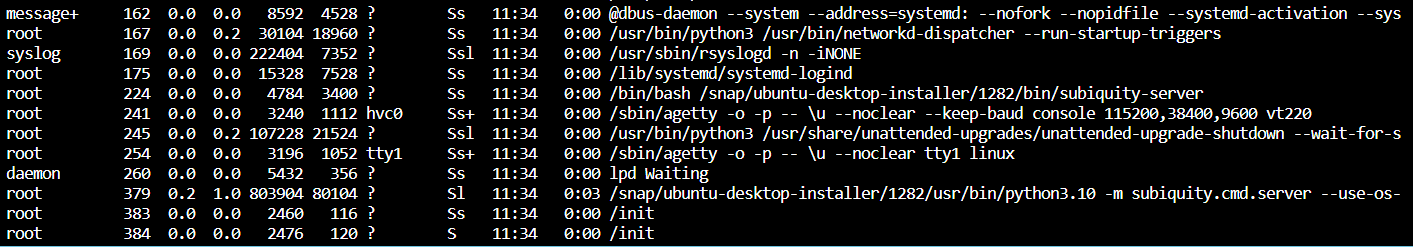 message+     162  0.0  0.0   8592  4528 ?        Ss   11:34   0:00 @dbus-daemon --system --address=systemd: --nofork --nopidfile --systemd-activation --sys
root         167  0.0  0.2  30104 18960 ?        Ss   11:34   0:00 /usr/bin/python3 /usr/bin/networkd-dispatcher --run-startup-triggers
syslog       169  0.0  0.0 222404  7352 ?        Ssl  11:34   0:00 /usr/sbin/rsyslogd -n -iNONE
root         175  0.0  0.0  15328  7528 ?        Ss   11:34   0:00 /lib/systemd/systemd-logind
root         224  0.0  0.0   4784  3400 ?        Ss   11:34   0:00 /bin/bash /snap/ubuntu-desktop-installer/1282/bin/subiquity-server
root         241  0.0  0.0   3240  1112 hvc0     Ss+  11:34   0:00 /sbin/agetty -o -p -- \u --noclear --keep-baud console 115200,38400,9600 vt220
root         245  0.0  0.2 107228 21524 ?        Ssl  11:34   0:00 /usr/bin/python3 /usr/share/unattended-upgrades/unattended-upgrade-shutdown --wait-for-s
root         254  0.0  0.0   3196  1052 tty1     Ss+  11:34   0:00 /sbin/agetty -o -p -- \u --noclear tty1 linux
daemon       260  0.0  0.0   5432   356 ?        Ss   11:34   0:00 lpd Waiting
root         379  0.2  1.0 803904 80104 ?        Sl   11:34   0:03 /snap/ubuntu-desktop-installer/1282/usr/bin/python3.10 -m subiquity.cmd.server --use-os-
root         383  0.0  0.0   2460   116 ?        Ss   11:34   0:00 /init
root         384  0.0  0.0   2476   120 ?        S    11:34   0:00 /init